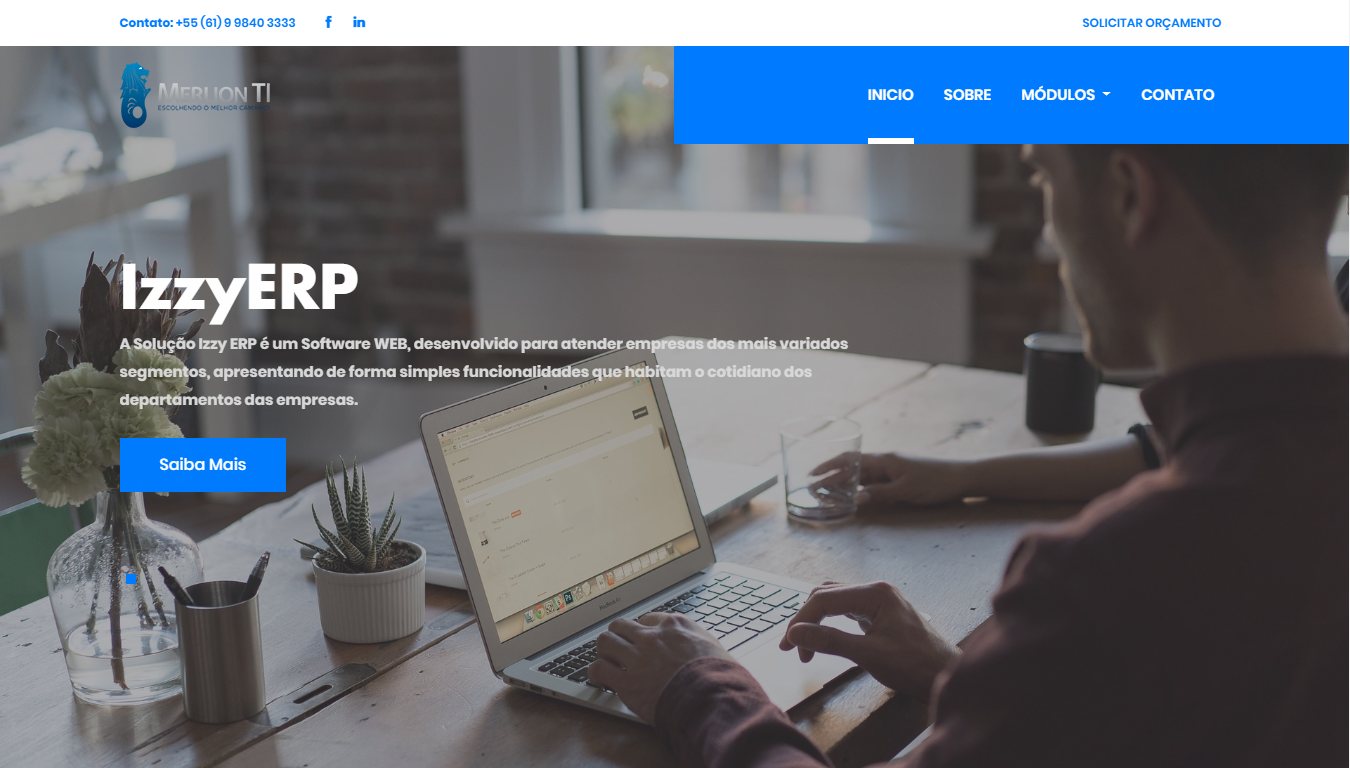 Contato: +55 (61) 9 9840 3333
SOLICITAR ORÇAMENTO
MERLION TI
ESCOLHENDO O MELHOR
INICIO
SOBRE
MÓDULOS
CONTATO
IzzyERP
A Solução Izzy ERP é um Software WEB, desenvolvido para atender empresas dos mais variados
segmentos, apresentando de forma simples funcionalidades que habitam o cotidiano dos
departamentos das empresas.
Saiba Mais